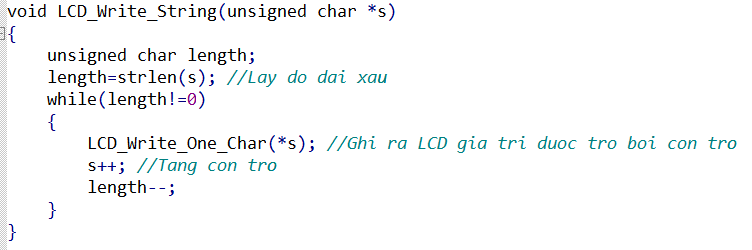 void LCD_Write_String(unsigned char *s)
{
    unsigned char length;
    length=strlen(s); //Lay do dai xau
    while(length!=0)
    {
        LCD_Write_One_Char(*s); //Ghi ra LCD gia tri duoc tro boi con tro
        s++; //Tang con tro
        length--;
    }
}